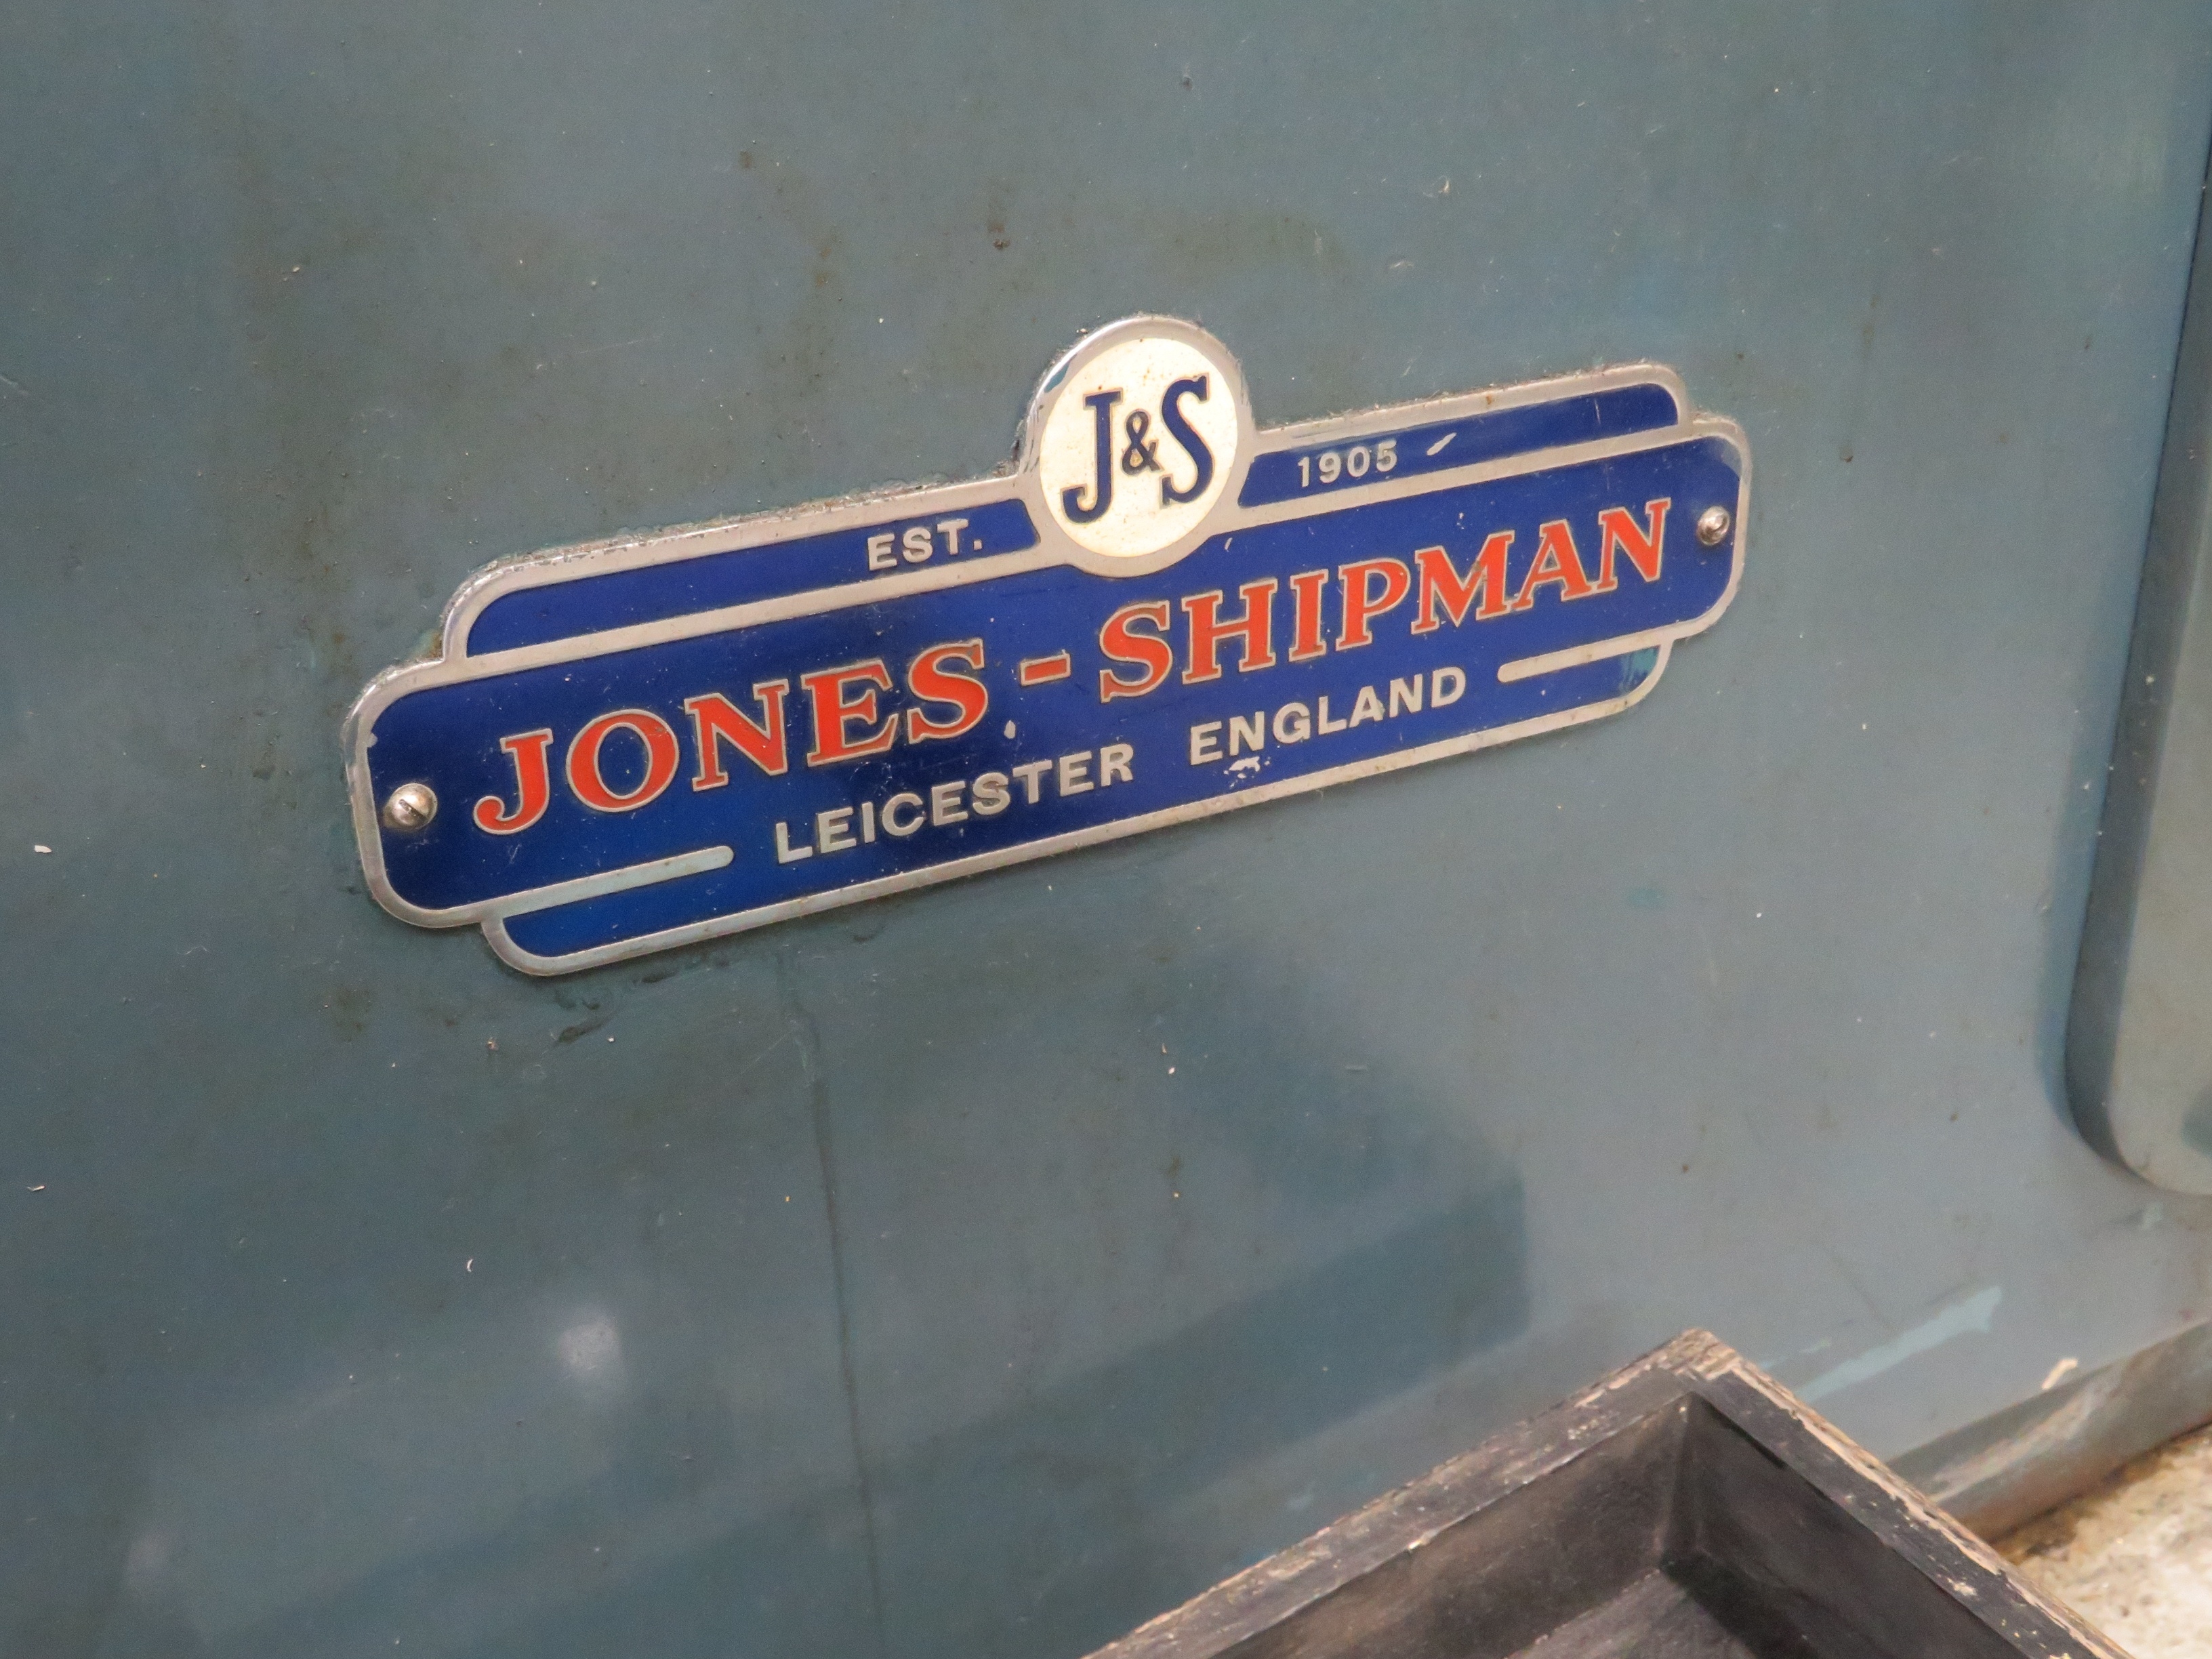 J&S
EST. 1905
JONES-SHIPMAN
LEICESTER ENGLAND